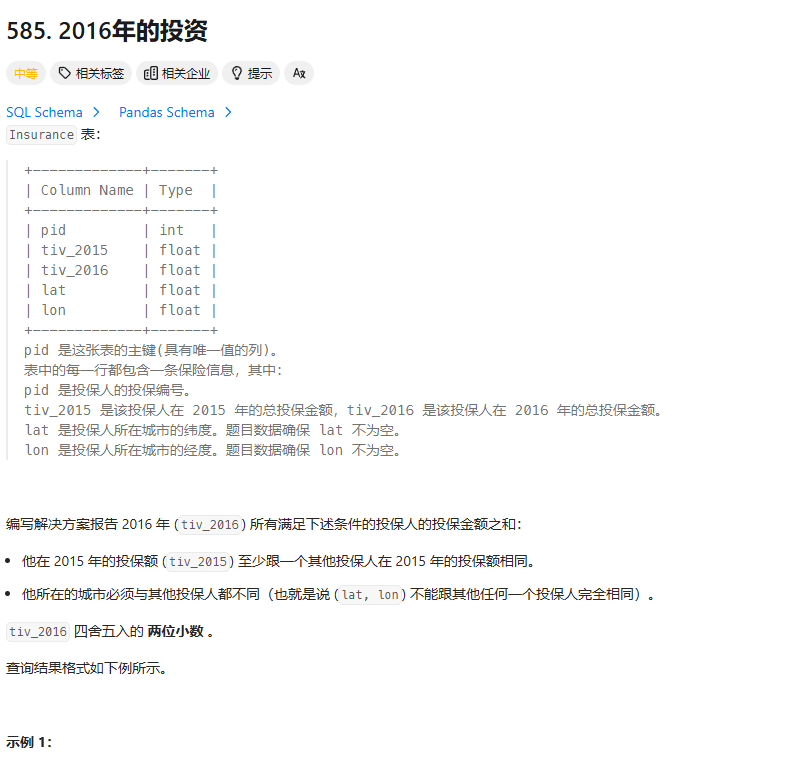 585. 2016年的投资
中等 相关标签 相关企业 提示
SQL Schema > Pandas Schema >
Insurance 表：
+-------------+-------+
| Column Name | Type  |
+-------------+-------+
| pid         | int   |
| tiv_2015    | float |
| tiv_2016    | float |
| lat         | float |
| lon         | float |
+-------------+-------+
pid 是这张表的主键(具有唯一值的列)。
表中的每一行都包含一条保险信息，其中：
pid 是投保人的投保编号。
tiv_2015 是该投保人在 2015 年的总投保金额，tiv_2016 是该投保人在 2016 年的总投保金额。
lat 是投保人所在城市的纬度。题目数据确保 lat 不为空。
lon 是投保人所在城市的经度。题目数据确保 lon 不为空。
编写解决方案报告 2016 年 (tiv_2016) 所有满足下述条件的投保人的投保金额之和：
• 他在 2015 年的投保额 (tiv_2015) 至少跟一个其他投保人在 2015 年的投保额相同。
• 他所在的城市必须与其他投保人都不同（也就是说 (lat, lon) 不能跟其他任何一个投保人完全相同）。
tiv_2016 四舍五入的 两位小数 。
查询结果格式如下例所示。
示例 1：